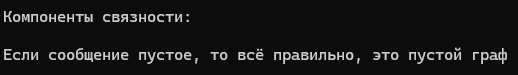 Компоненты связности:
Если сообщение пустое, то всё правильно, это пустой граф